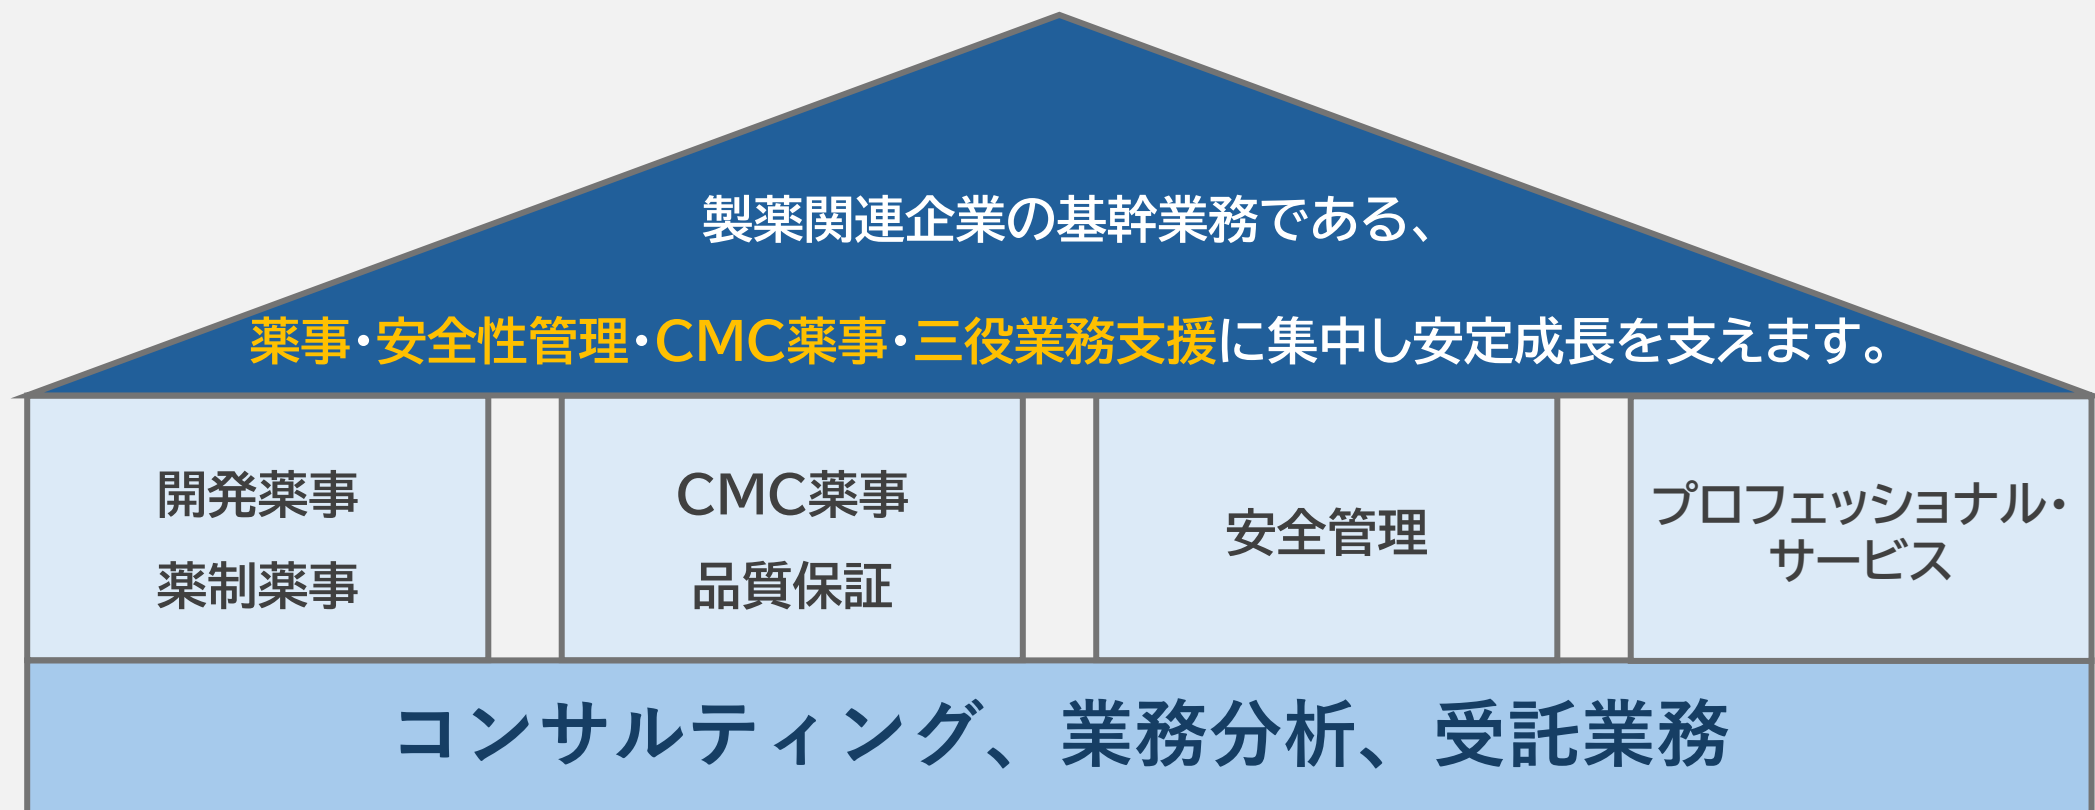 製薬関連企業の基幹業務である、
薬事・安全性管理・CMC薬事・三役業務支援に集中し安定成長を支えます。
開発薬事
薬制薬事
CMC薬事
品質保証
安全管理
プロフェッショナル・
サービス
コンサルティング、業務分析、受託業務